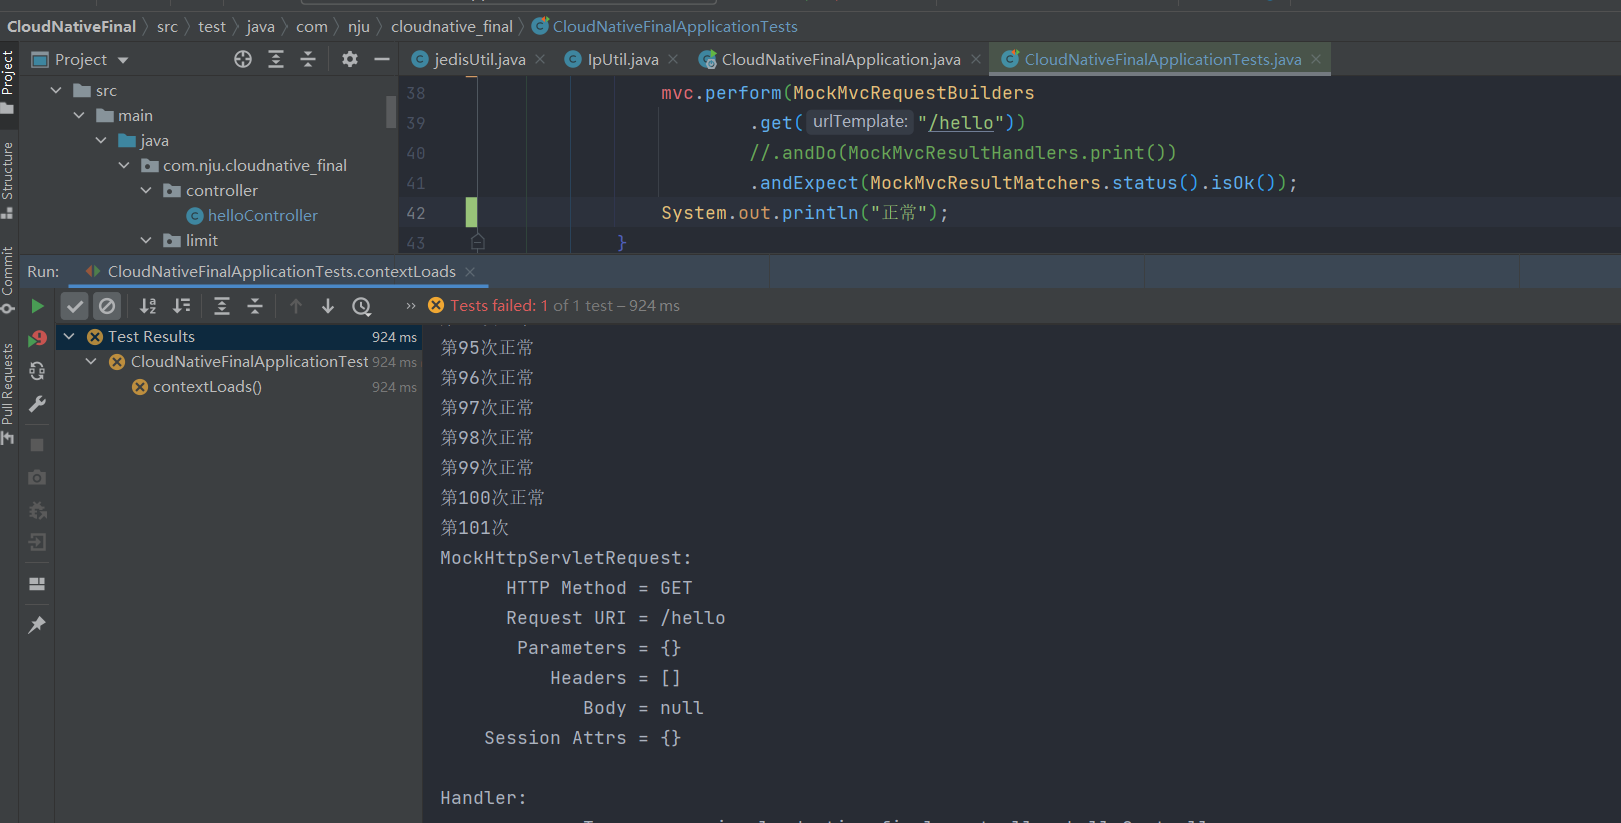 CloudNativeFinal src test java com nju cloudnative_final CloudNativeFinalApplicationTests
Project
jedisUtil.java IpUtil.java CloudNativeFinalApplication.java CloudNativeFinalApplicationTests.java
Project
Structure
Commit
Pull Requests
src
main
java
com.nju.cloudnative_final
controller
helloController
limit
38 mvc.perform(MockMvcRequestBuilders
39 .get( urlTemplate: "/hello"))
40 //.andDo(MockMvcResultHandlers.print())
41 .andExpect(MockMvcResultMatchers.status().isOk());
42 System.out.println("正常");
43 }
Run: CloudNativeFinalApplicationTests.contextLoads
Tests failed: 1 of 1 test – 924 ms
Test Results 924 ms
CloudNativeFinalApplicationTest 924 ms
contextLoads() 924 ms
第95次正常
第96次正常
第97次正常
第98次正常
第99次正常
第100次正常
第101次
MockHttpServletRequest:
HTTP Method = GET
Request URI = /hello
Parameters = {}
Headers = []
Body = null
Session Attrs = {}
Handler: